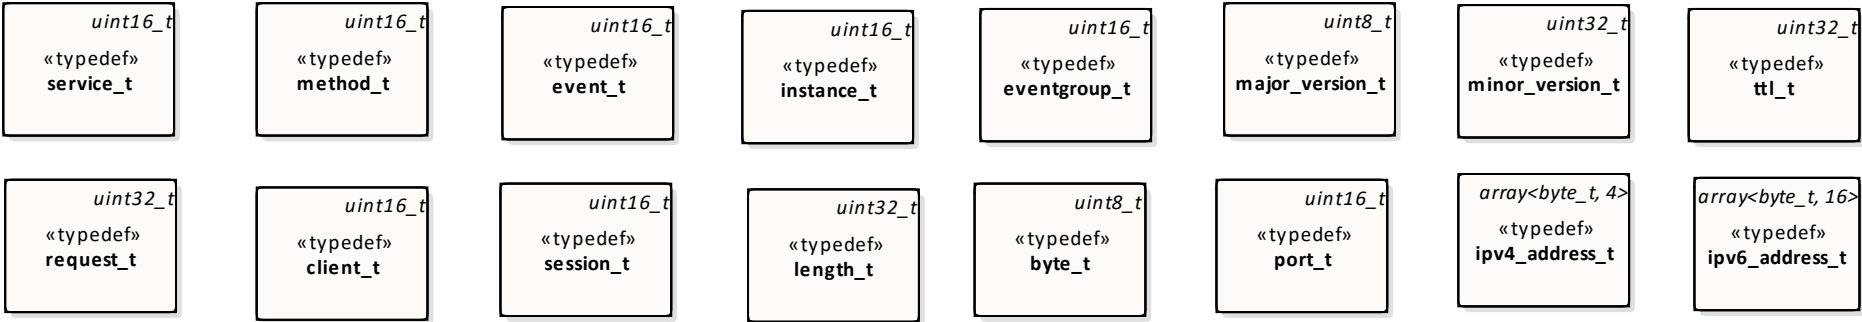 uint16_t
«typedef»
service_t
uint16_t
«typedef»
method_t
uint16_t
«typedef»
event_t
uint16_t
«typedef»
instance_t
uint16_t
«typedef»
eventgroup_t
uint8_t
«typedef»
major_version_t
uint32_t
«typedef»
minor_version_t
uint32_t
«typedef»
ttl_t
uint32_t
«typedef»
request_t
uint16_t
«typedef»
client_t
uint16_t
«typedef»
session_t
uint32_t
«typedef»
length_t
uint8_t
«typedef»
byte_t
uint16_t
«typedef»
port_t
array<byte_t, 4>
«typedef»
ipv4_address_t
array<byte_t, 16>
«typedef»
ipv6_address_t